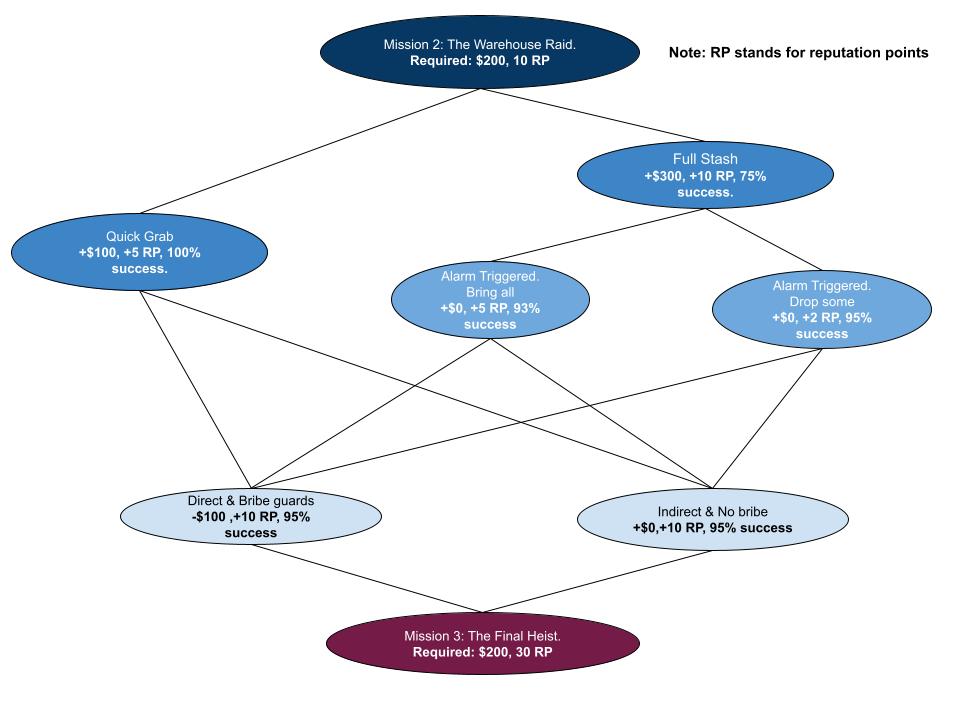 Mission 2: The Warehouse Raid.
Required: $200, 10 RP
Note: RP stands for reputation points
Full Stash
+$300, +10 RP, 75%
success.
Quick Grab
+$100, +5 RP, 100%
success.
Alarm Triggered.
Bring all
+$0, +5 RP, 93%
success
Alarm Triggered.
Drop some
+$0, +2 RP, 95%
success
Direct & Bribe guards
-$100 ,+10 RP, 95%
success
Indirect & No bribe
+$0,+10 RP, 95% success
Mission 3: The Final Heist.
Required: $200, 30 RP